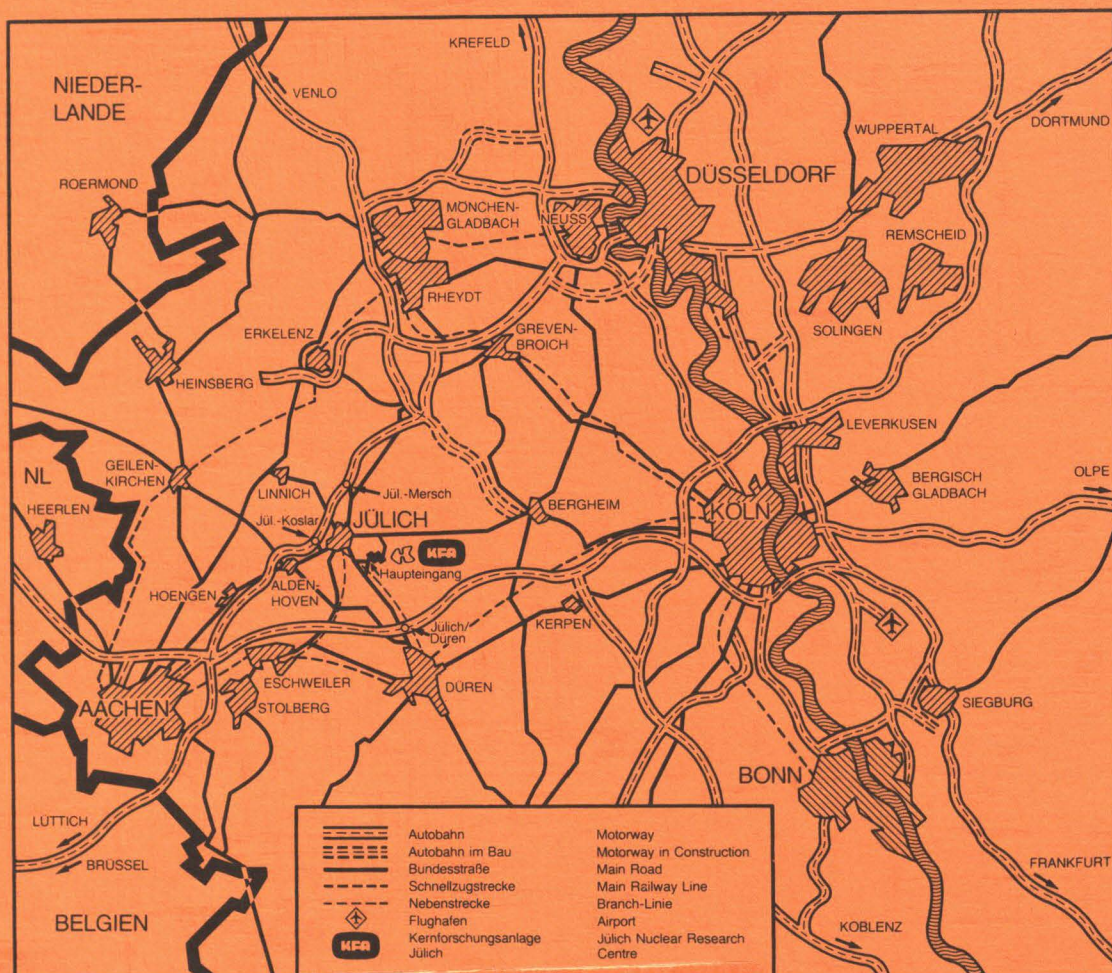 KREFELD
NIEDER-
LANDE
VENLO
WUPPERTAL
DORTMUND
DÜSSELDORF
ROERMOND
MÖNCHEN-
GLADBACH
NEUSS
REMSCHEID
RHEYDT
SOLINGEN
ERKELENZ
GREVEN-
BROICH
HEINSBERG
LEVERKUSEN
NL
GEILEN-
KIRCHEN
LINNICH
Jül.-Mersch
BERGHEIM
KÖLN
BERGISCH
GLADBACH
OLPE
HEERLEN
Jül.-Koslar
JÜLICH
KFA
Haupteingang
HOENGEN
ALDEN-
HOVEN
Jülich/
Düren
KERPEN
ESCHWEILER
DÜREN
AACHEN
STOLBERG
SIEGBURG
BONN
LÜTTICH
BRÜSSEL
BELGIEN
FRANKFURT
KOBLENZ
Autobahn Motorway
Autobahn im Bau Motorway in Construction
Bundesstraße Main Road
Schnellzugstrecke Main Railway Line
Nebenstrecke Branch-Linie
Flughafen Airport
KFA Kernforschungsanlage Jülich Nuclear Research
Jülich Centre